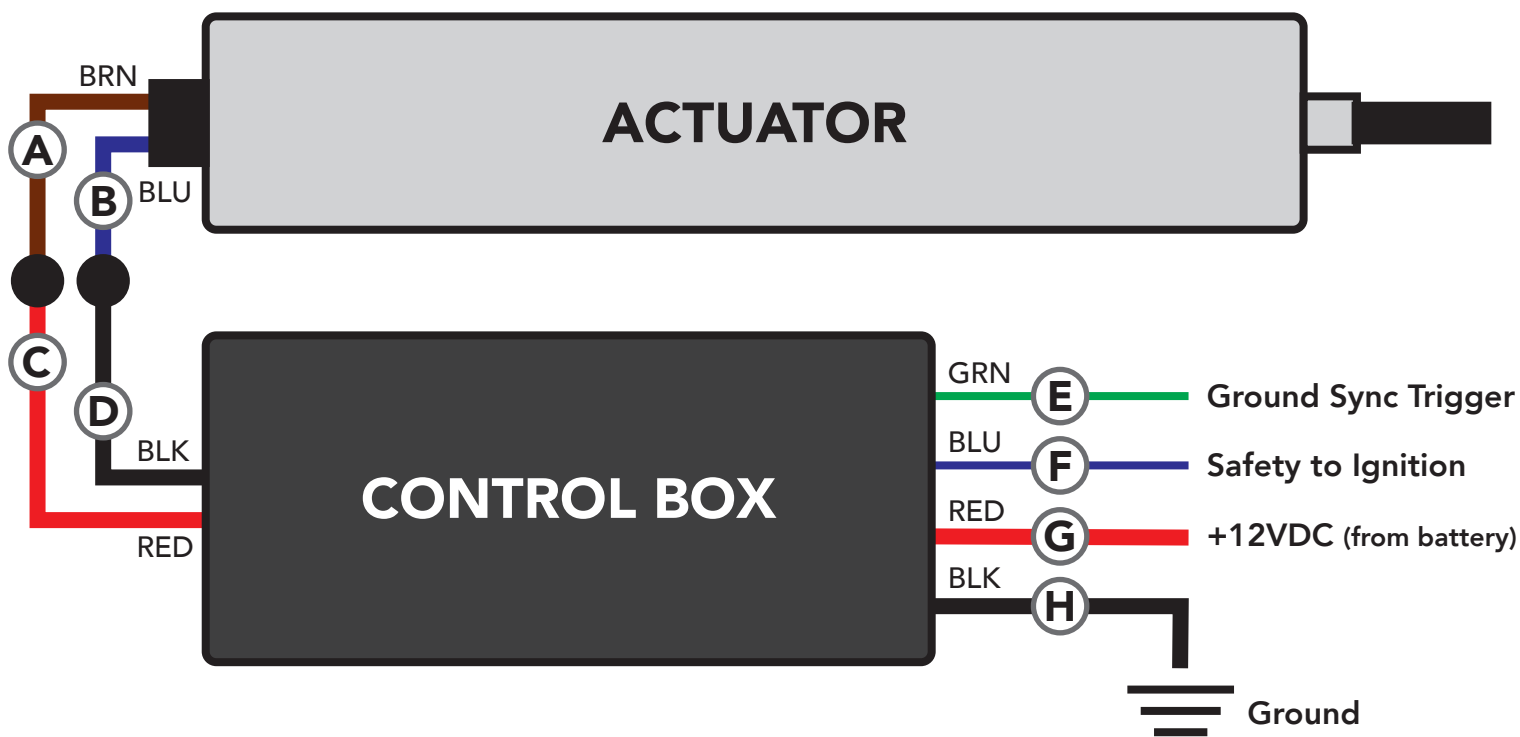 BRN
ACTUATOR
A
B
BLU
C
D
BLK
CONTROL BOX
RED
GRN
E
Ground Sync Trigger
BLU
F
Safety to Ignition
RED
G
+12VDC (from battery)
BLK
H
Ground